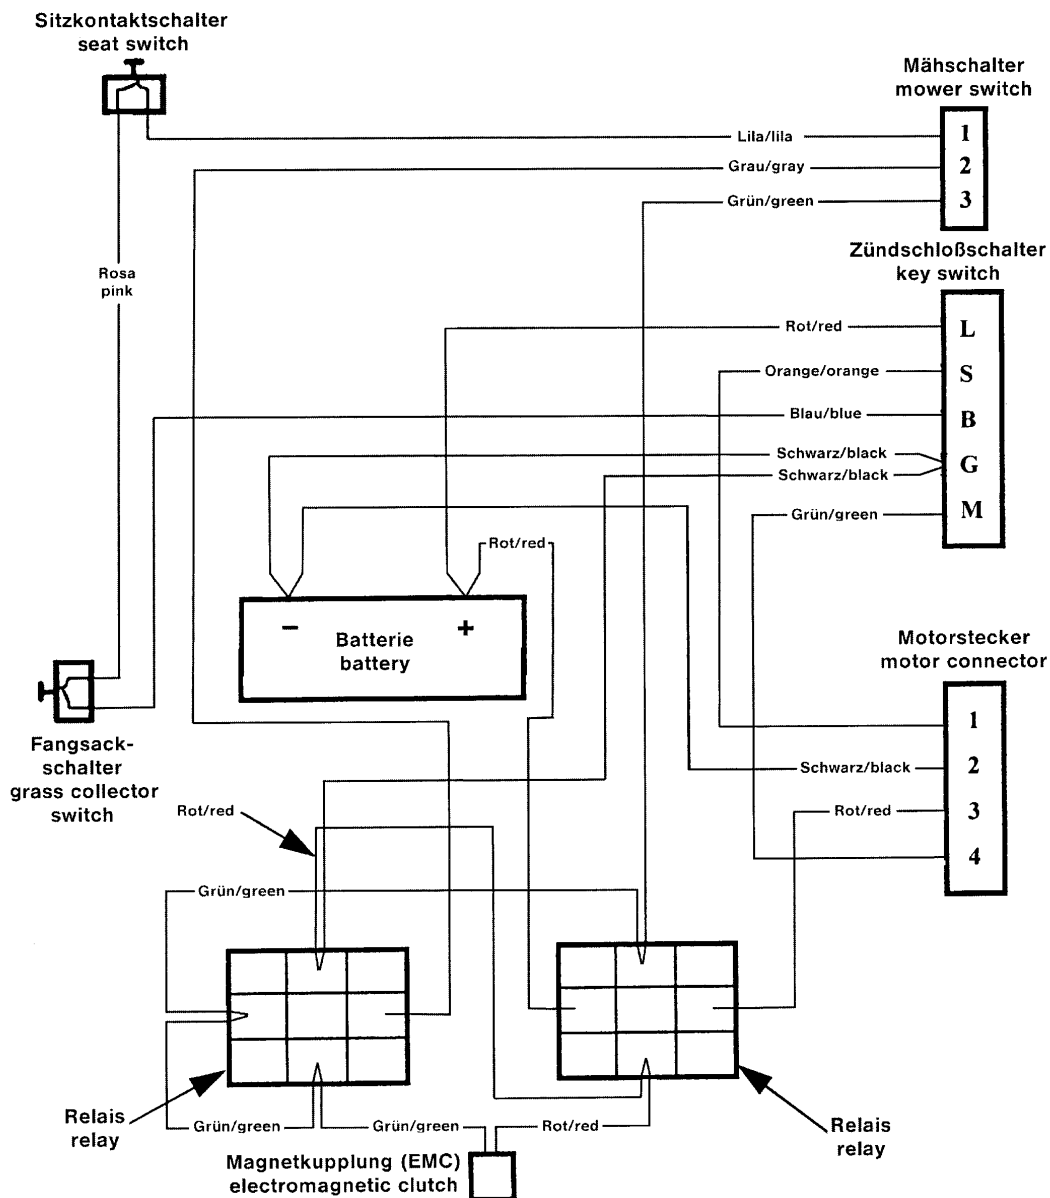 Sitzkontaktschalter
seat switch
Mähschalter
mower switch
Lila/lila
1
Grau/gray
2
Grün/green
3
Zündschloßschalter
key switch
Rosa
pink
Rot/red
L
Orange/orange
S
Blau/blue
B
Schwarz/black
G
Schwarz/black
Grün/green
M
Rot/red
−
+
Batterie
battery
Motorstecker
motor connector
1
Schwarz/black
2
Rot/red
3
4
Fangsack-
schalter
grass collector
switch
Rot/red
Grün/green
Relais
relay
Grün/green
Grün/green
Rot/red
Relais
relay
Magnetkupplung (EMC)
electromagnetic clutch